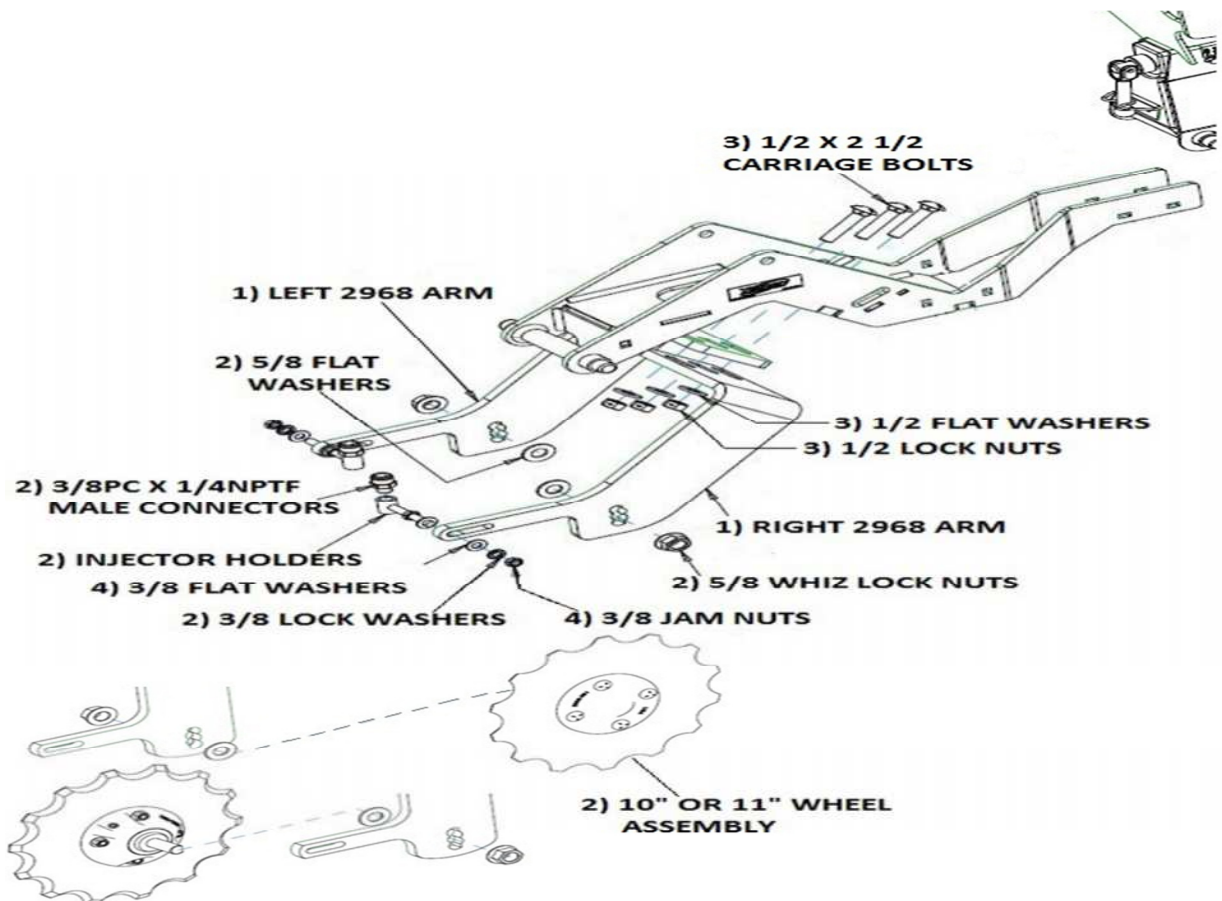 3) 1/2 X 2 1/2
CARRIAGE BOLTS
1) LEFT 2968 ARM
2) 5/8 FLAT
WASHERS
3) 1/2 FLAT WASHERS
3) 1/2 LOCK NUTS
2) 3/8PC X 1/4NPTF
MALE CONNECTORS
1) RIGHT 2968 ARM
2) INJECTOR HOLDERS
2) 5/8 WHIZ LOCK NUTS
4) 3/8 FLAT WASHERS
2) 3/8 LOCK WASHERS
4) 3/8 JAM NUTS
2) 10" OR 11" WHEEL
ASSEMBLY